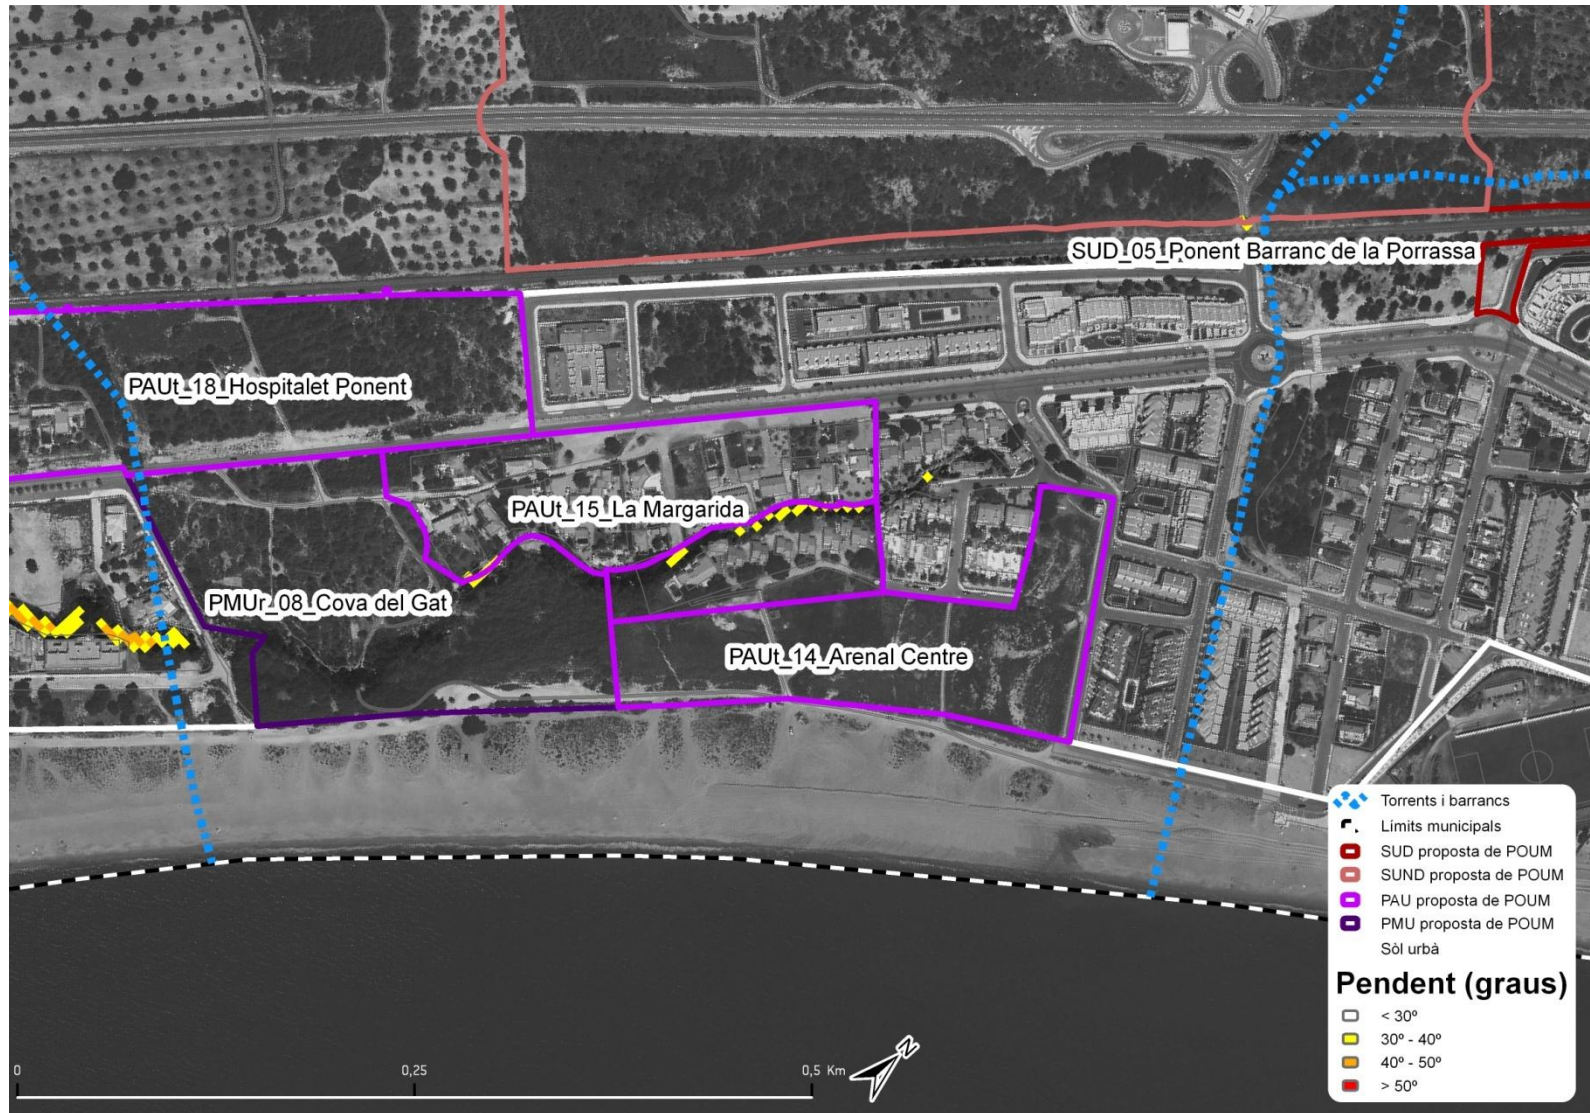 SUD_05_Ponent Barranc de la Porrassa
PAUt_18_Hospitalet Ponent
PAUt_15_La Margarida
PMUr_08_Cova del Gat
PAUt_14_Arenal Centre
Torrents i barrancs
Límits municipals
SUD proposta de POUM
SUND proposta de POUM
PAU proposta de POUM
PMU proposta de POUM
Sòl urbà
Pendent (graus)
< 30º
30º - 40º
40º - 50º
> 50º
0 0,25 0,5 Km
N